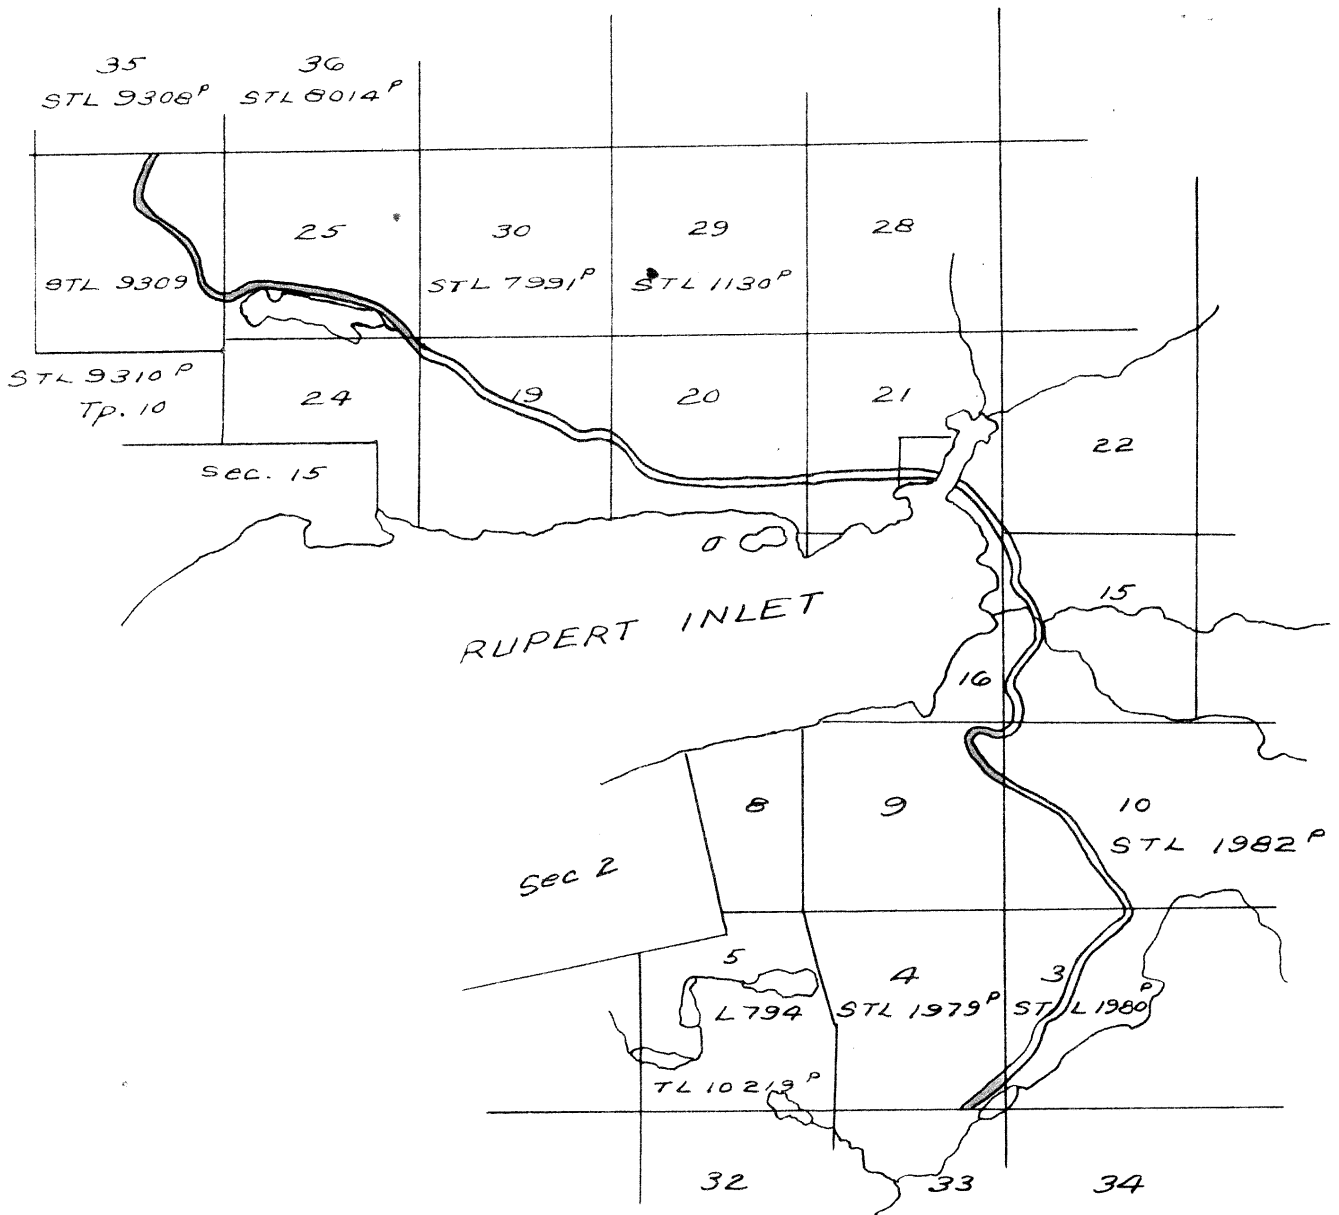 35
STL 9308ᴾ
36
STL 8014ᴾ
25
30
29
28
STL 9309
STL 7991ᴾ
STL 1130ᴾ
STL 9310 ᴾ
Tp. 10
24
19
20
21
22
Sec. 15
σ
RUPERT INLET
15
16
8
9
10
STL 1982ᴾ
Sec 2
5
L 794
4
STL 1979ᴾ
3
STL 1980ᴾ
TL 10219ᴾ
32
33
34